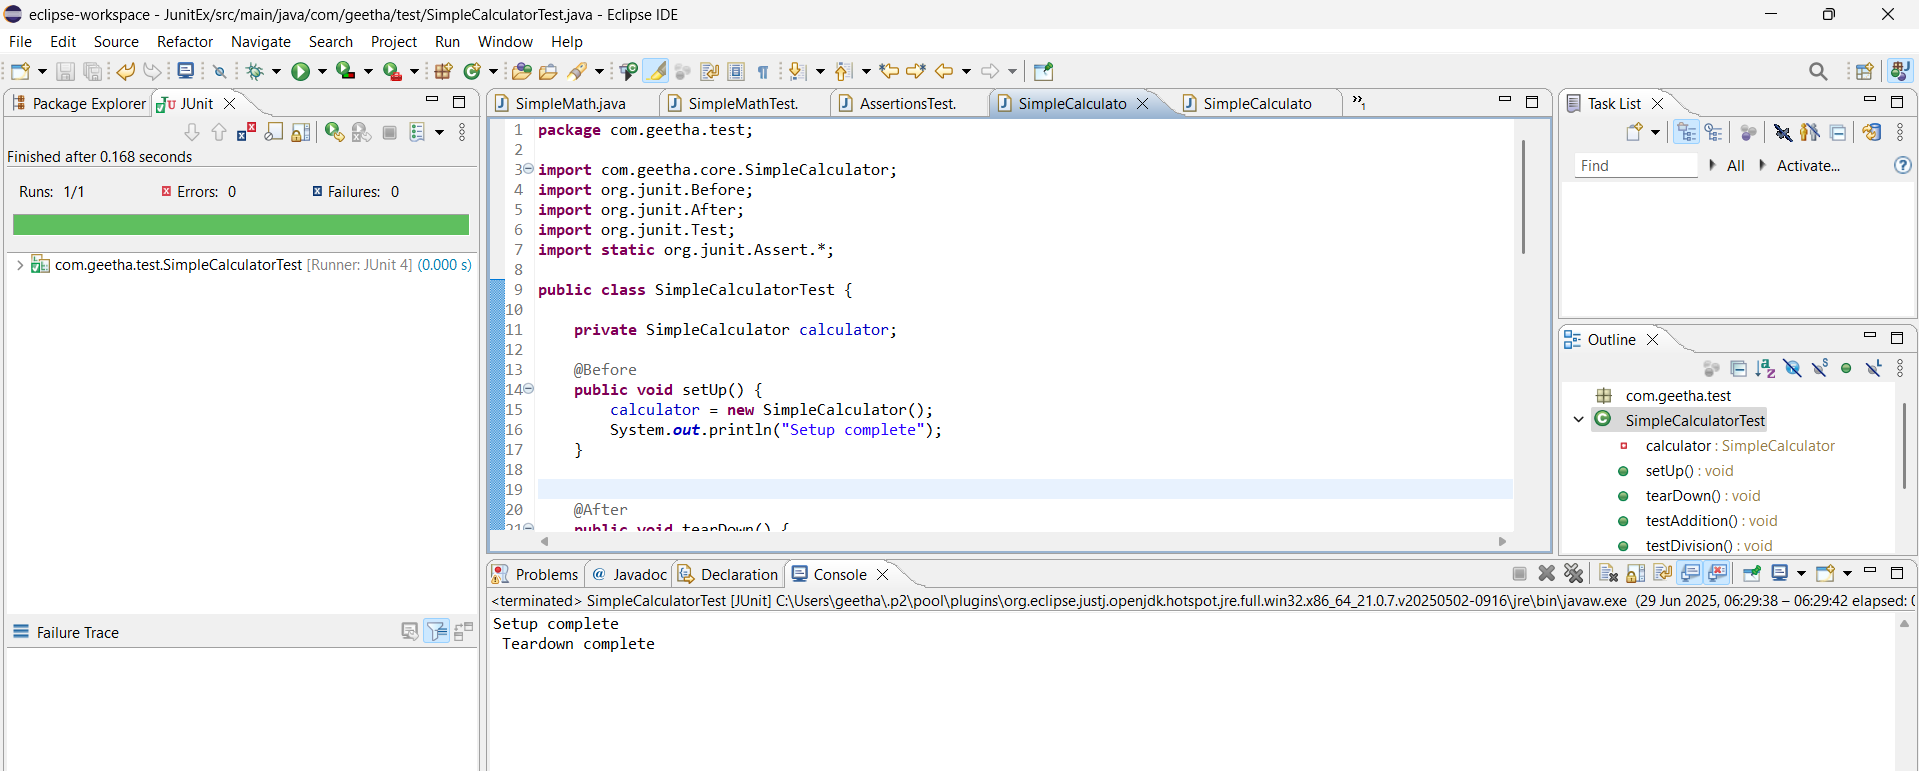 eclipse-workspace - JunitEx/src/main/java/com/geetha/test/SimpleCalculatorTest.java - Eclipse IDE
File Edit Source Refactor Navigate Search Project Run Window Help
Package Explorer JUnit
Finished after 0.168 seconds
Runs: 1/1 Errors: 0 Failures: 0
com.geetha.test.SimpleCalculatorTest [Runner: JUnit 4] (0.000 s)
Failure Trace
SimpleMath.java SimpleMathTest. AssertionsTest. SimpleCalculato SimpleCalculato »1
1 package com.geetha.test;
2
3 import com.geetha.core.SimpleCalculator;
4 import org.junit.Before;
5 import org.junit.After;
6 import org.junit.Test;
7 import static org.junit.Assert.*;
8
9 public class SimpleCalculatorTest {
10
11 private SimpleCalculator calculator;
12
13 @Before
14 public void setUp() {
15 calculator = new SimpleCalculator();
16 System.out.println("Setup complete");
17 }
18
19
20 @After
21 public void tearDown() {
Task List
Find All Activate...
Outline
com.geetha.test
SimpleCalculatorTest
calculator : SimpleCalculator
setUp() : void
tearDown() : void
testAddition() : void
testDivision() : void
Problems @ Javadoc Declaration Console
<terminated> SimpleCalculatorTest [JUnit] C:\Users\geetha\.p2\pool\plugins\org.eclipse.justj.openjdk.hotspot.jre.full.win32.x86_64_21.0.7.v20250502-0916\jre\bin\javaw.exe (29 Jun 2025, 06:29:38 – 06:29:42 elapsed: (
Setup complete
Teardown complete